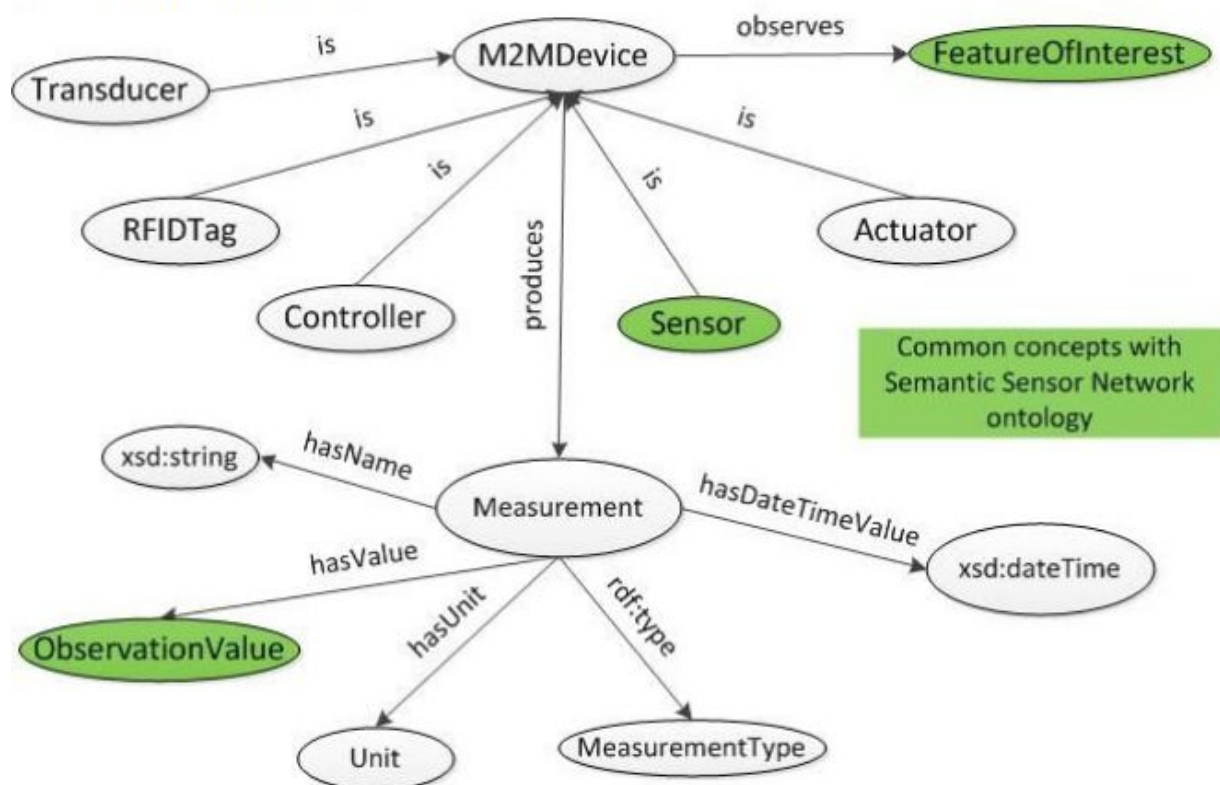 is
M2MDevice
observes
FeatureOfInterest
Transducer
is
is
is
is
RFIDTag
Controller
produces
Sensor
Actuator
Common concepts with
Semantic Sensor Network
ontology
xsd:string
hasName
Measurement
hasDateTimeValue
xsd:dateTime
hasValue
hasUnit
rdf:type
ObservationValue
Unit
MeasurementType